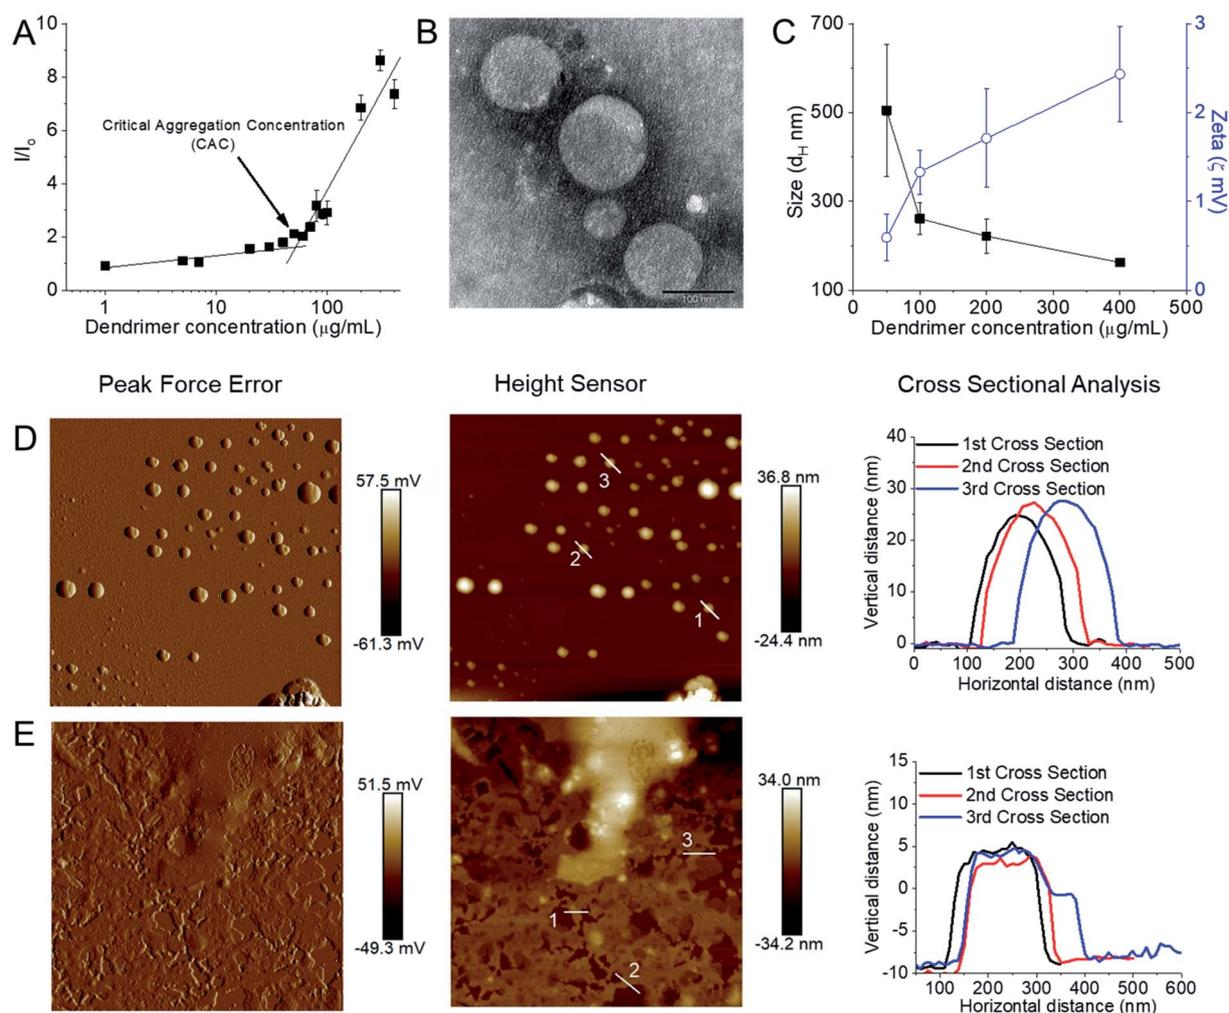 A
10
8
6
4
2
0
I/I₀
Critical Aggregation Concentration
(CAC)
1
10
100
Dendrimer concentration (μg/mL)
B
100 nm
C
700
500
300
100
Size (d_H nm)
3
2
1
0
Zeta (ζ mV)
0
100
200
300
400
500
Dendrimer concentration (μg/mL)
Peak Force Error
Height Sensor
Cross Sectional Analysis
D
57.5 mV
-61.3 mV
3
2
1
36.8 nm
-24.4 nm
40
30
20
10
0
Vertical distance (nm)
1st Cross Section
2nd Cross Section
3rd Cross Section
0
100
200
300
400
500
Horizontal distance (nm)
E
51.5 mV
-49.3 mV
3
1
2
34.0 nm
-34.2 nm
15
10
5
0
-5
-10
Vertical distance (nm)
1st Cross Section
2nd Cross Section
3rd Cross Section
100
200
300
400
500
600
Horizontal distance (nm)